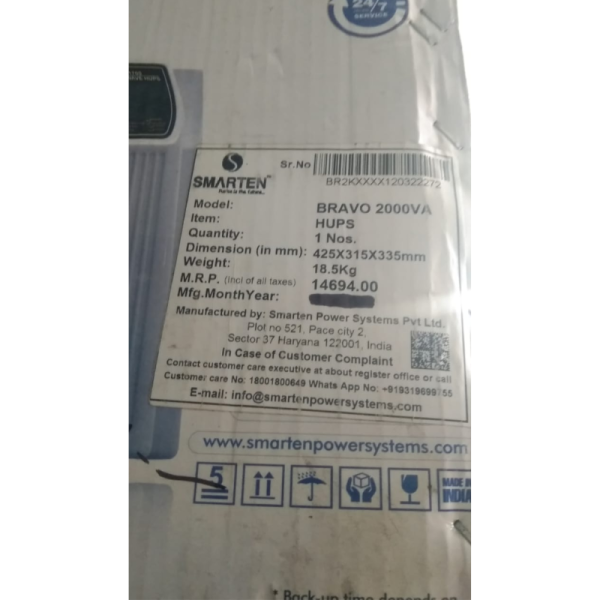 24/7
SERVICE
Sr.No
BR2KXXXX120322272
SMARTEN
Model: BRAVO 2000VA
Item: HUPS
Quantity: 1 Nos.
Dimension (in mm): 425X315X335mm
Weight: 18.5Kg
M.R.P. (incl of all taxes) 14694.00
Mfg.MonthYear:
Manufactured by: Smarten Power Systems Pvt Ltd.
Plot no 521, Pace city 2,
Sector 37 Haryana 122001, India
In Case of Customer Complaint
Contact customer care executive at about register office or call
Customer care No: 18001800649 Whats App No: +919319699755
E-mail: info@smartenpowersystems.com
www.smartenpowersystems.com
5
MADE IN
INDIA
* Back-up time depends on